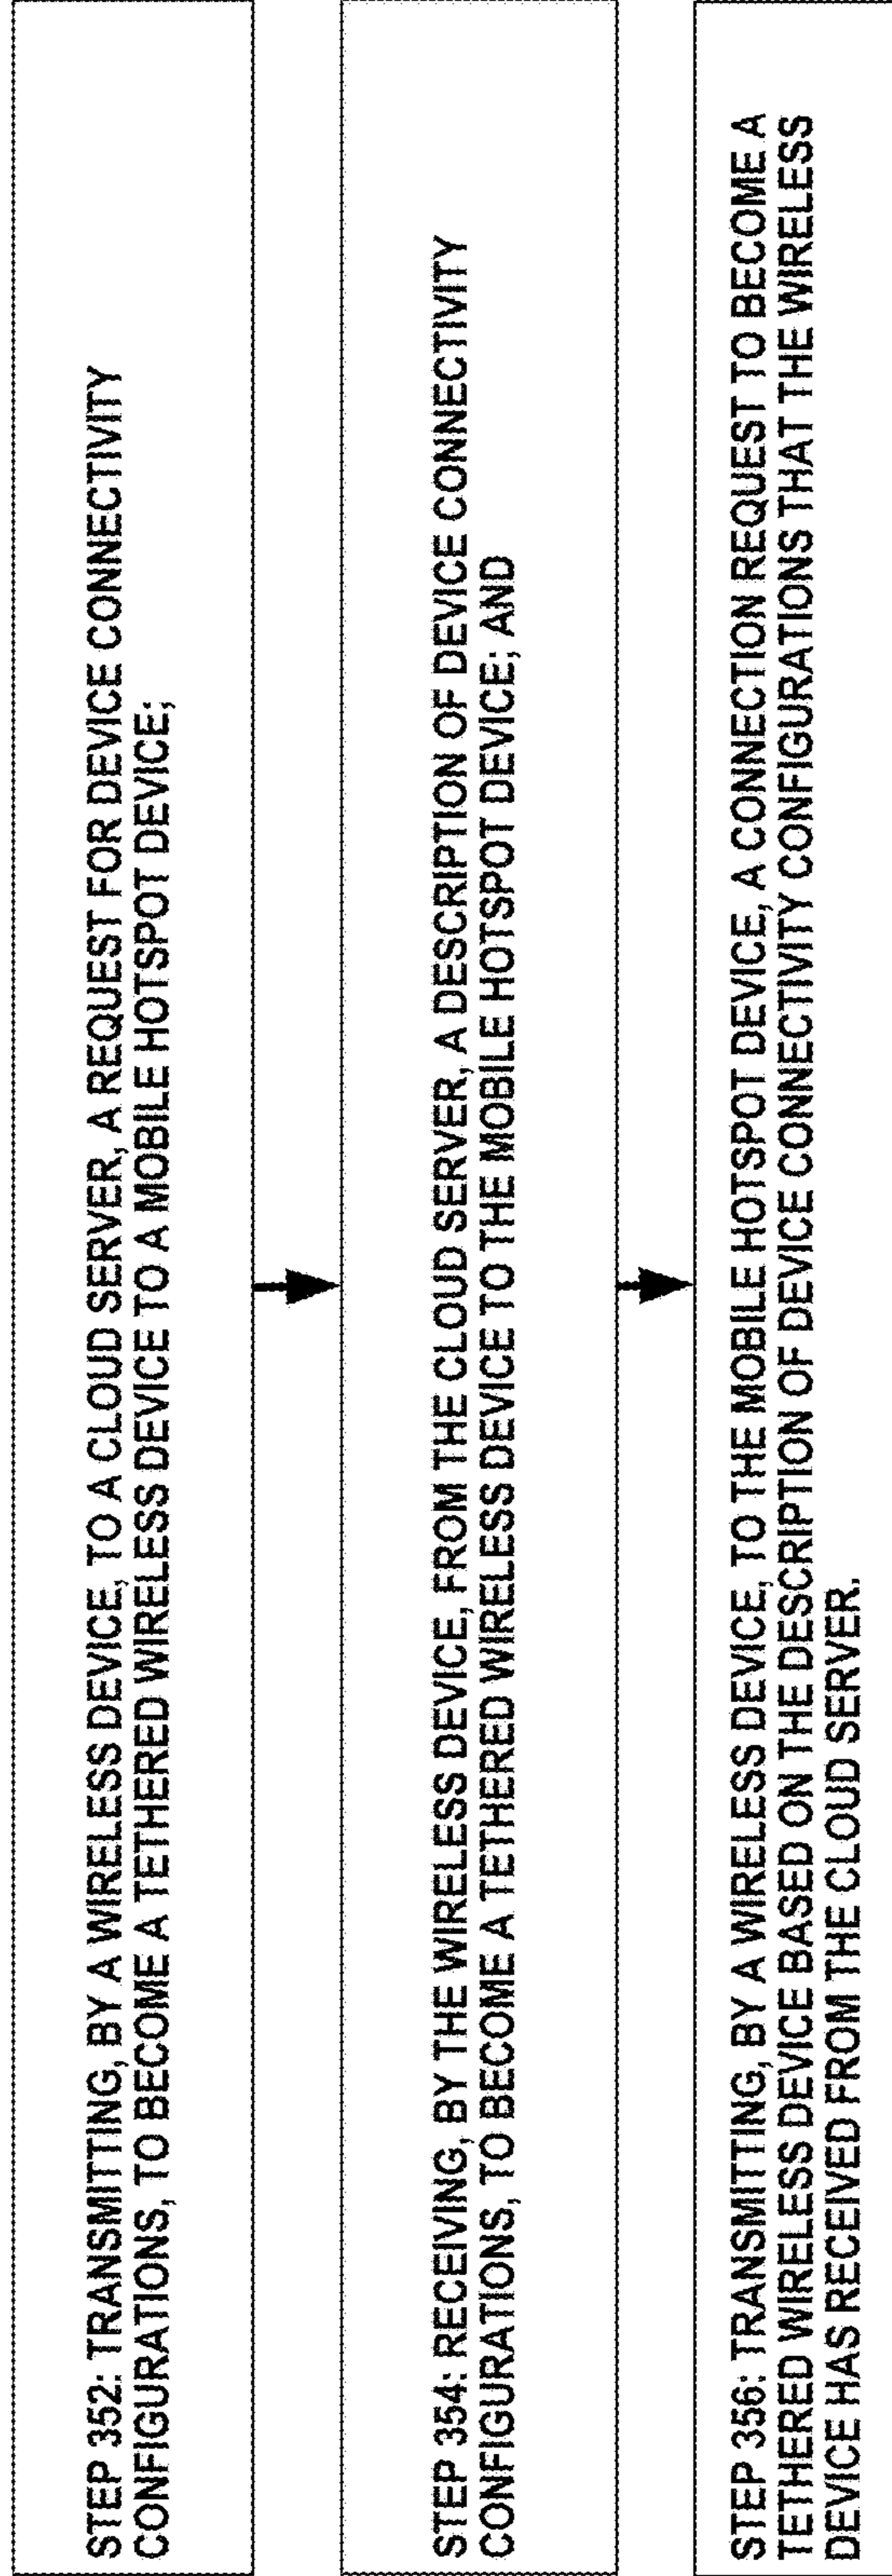 STEP 352: TRANSMITTING, BY A WIRELESS DEVICE, TO A CLOUD SERVER, A REQUEST FOR DEVICE CONNECTIVITY
CONFIGURATIONS, TO BECOME A TETHERED WIRELESS DEVICE TO A MOBILE HOTSPOT DEVICE;
STEP 354: RECEIVING, BY THE WIRELESS DEVICE, FROM THE CLOUD SERVER, A DESCRIPTION OF DEVICE CONNECTIVITY
CONFIGURATIONS, TO BECOME A TETHERED WIRELESS DEVICE TO THE MOBILE HOTSPOT DEVICE; AND
STEP 356: TRANSMITTING, BY A WIRELESS DEVICE, TO THE MOBILE HOTSPOT DEVICE, A CONNECTION REQUEST TO BECOME A
TETHERED WIRELESS DEVICE BASED ON THE DESCRIPTION OF DEVICE CONNECTIVITY CONFIGURATIONS THAT THE WIRELESS
DEVICE HAS RECEIVED FROM THE CLOUD SERVER.